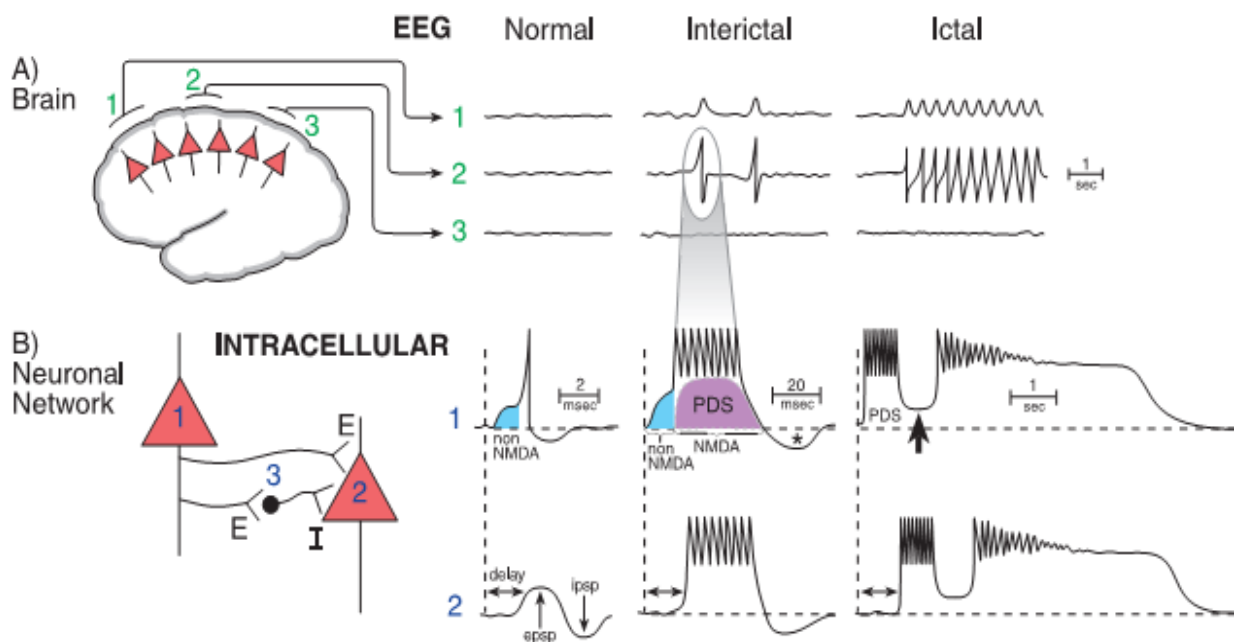 EEG Normal Interictal Ictal
A)
Brain
1
2
3
1
2
3
1
sec
B)
Neuronal
Network
INTRACELLULAR
1
E
3
2
E
I
1
non
NMDA
2
msec
PDS
non
NMDA
NMDA
*
20
msec
PDS
1
sec
2
delay
epsp
ipsp